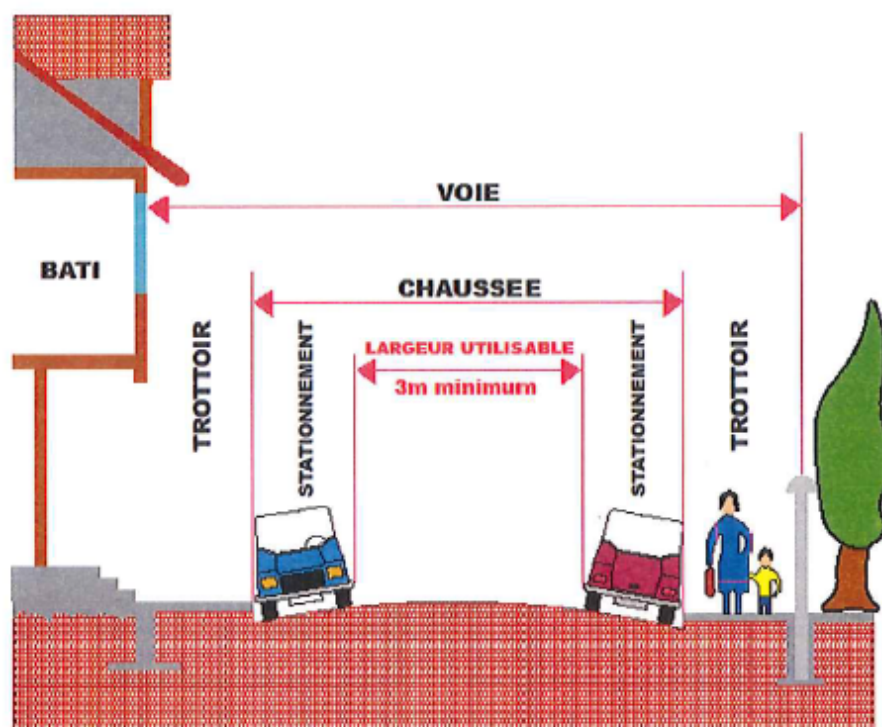 VOIE
BATI
CHAUSSEE
TROTTOIR
STATIONNEMENT
LARGEUR UTILISABLE
3m minimum
STATIONNEMENT
TROTTOIR